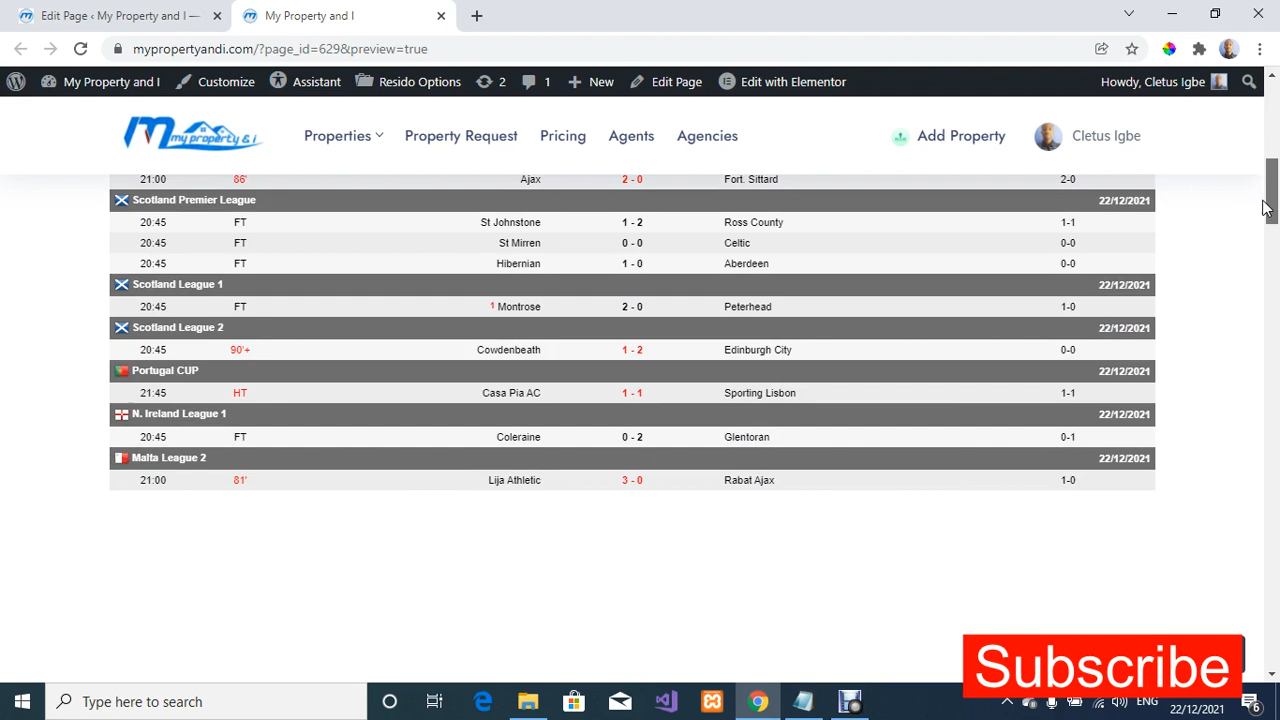 Edit Page ‹ My Property and I —
My Property and I
mypropertyandi.com/?page_id=629&preview=true
My Property and I Customize Assistant Resido Options 2 1 New Edit Page Edit with Elementor Howdy, Cletus Igbe
my property & i
Properties Property Request Pricing Agents Agencies Add Property Cletus Igbe
21:00 86' Ajax 2 - 0 Fort. Sittard 2-0
Scotland Premier League 22/12/2021
20:45 FT St Johnstone 1 - 2 Ross County 1-1
20:45 FT St Mirren 0 - 0 Celtic 0-0
20:45 FT Hibernian 1 - 0 Aberdeen 0-0
Scotland League 1 22/12/2021
20:45 FT 1 Montrose 2 - 0 Peterhead 1-0
Scotland League 2 22/12/2021
20:45 90'+ Cowdenbeath 1 - 2 Edinburgh City 0-0
Portugal CUP 22/12/2021
21:45 HT Casa Pia AC 1 - 1 Sporting Lisbon 1-1
N. Ireland League 1 22/12/2021
20:45 FT Coleraine 0 - 2 Glentoran 0-1
Malta League 2 22/12/2021
21:00 81' Lija Athletic 3 - 0 Rabat Ajax 1-0
Subscribe
Type here to search
ENG
22/12/2021
6